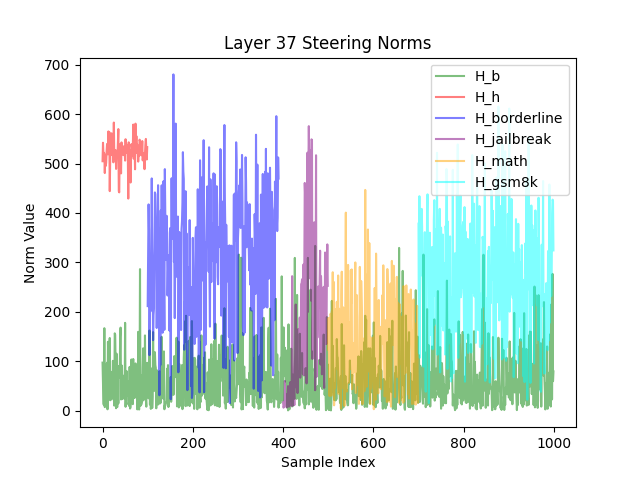 Layer 37 Steering Norms
700
600
500
400
300
200
100
0
Norm Value
H_b
H_h
H_borderline
H_jailbreak
H_math
H_gsm8k
0
200
400
600
800
1000
Sample Index